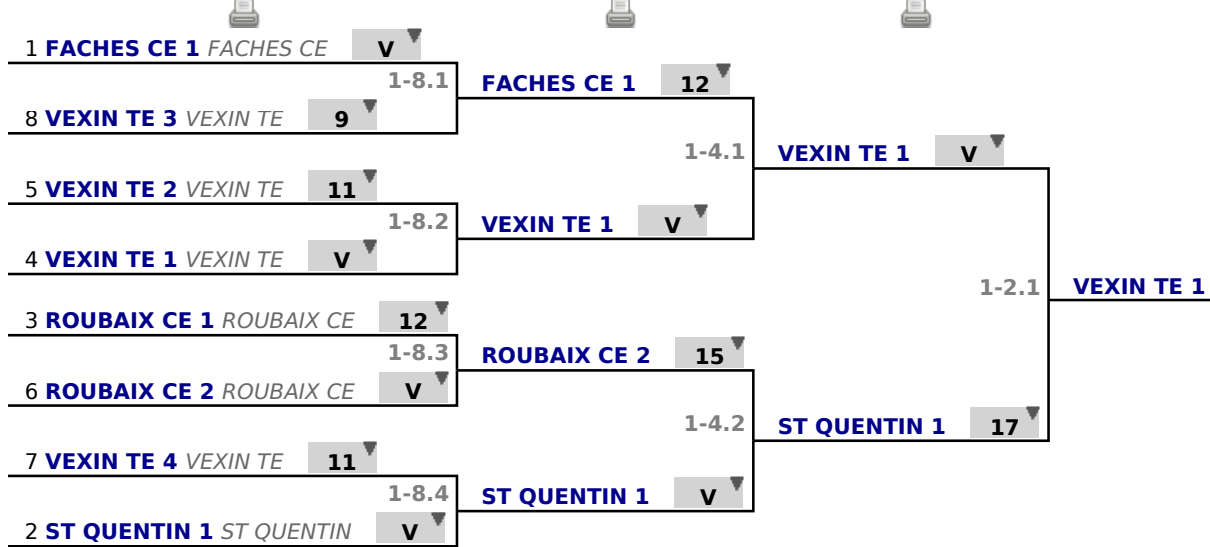 1 FACHES CE 1 FACHES CE V
1-8.1
FACHES CE 1 12
8 VEXIN TE 3 VEXIN TE 9
1-4.1
VEXIN TE 1 V
5 VEXIN TE 2 VEXIN TE 11
1-8.2
VEXIN TE 1 V
4 VEXIN TE 1 VEXIN TE V
1-2.1
VEXIN TE 1
3 ROUBAIX CE 1 ROUBAIX CE 12
1-8.3
ROUBAIX CE 2 15
6 ROUBAIX CE 2 ROUBAIX CE V
1-4.2
ST QUENTIN 1 17
7 VEXIN TE 4 VEXIN TE 11
1-8.4
ST QUENTIN 1 V
2 ST QUENTIN 1 ST QUENTIN V